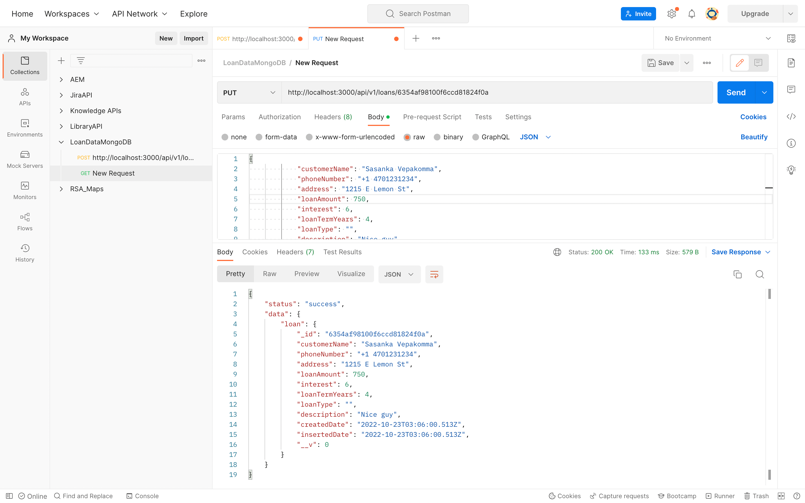 Home Workspaces API Network Explore Search Postman Invite Upgrade
My Workspace New Import POST http://localhost:3000/ PUT New Request No Environment
Collections
APIs
Environments
Mock Servers
Monitors
Flows
History
AEM
JiraAPI
Knowledge APIs
LibraryAPI
LoanDataMongoDB
POST http://localhost:3000/api/v1/lo...
GET New Request
RSA_Maps
LoanDataMongoDB / New Request Save
PUT http://localhost:3000/api/v1/loans/6354af98100f6ccd81824f0a Send
Params Authorization Headers (8) Body Pre-request Script Tests Settings Cookies
none form-data x-www-form-urlencoded raw binary GraphQL JSON Beautify
1 {
2 "customerName": "Sasanka Vepakomma",
3 "phoneNumber": "+1 4701231234",
4 "address": "1215 E Lemon St",
5 "loanAmount": 750,
6 "interest": 6,
7 "loanTermYears": 4,
8 "loanType": "",
9 "description": "Nice guy",
Body Cookies Headers (7) Test Results Status: 200 OK Time: 133 ms Size: 579 B Save Response
Pretty Raw Preview Visualize JSON
1 {
2 "status": "success",
3 "data": {
4 "loan": {
5 "_id": "6354af98100f6ccd81824f0a",
6 "customerName": "Sasanka Vepakomma",
7 "phoneNumber": "+1 4701231234",
8 "address": "1215 E Lemon St",
9 "loanAmount": 750,
10 "interest": 6,
11 "loanTermYears": 4,
12 "loanType": "",
13 "description": "Nice guy",
14 "createdDate": "2022-10-23T03:06:00.513Z",
15 "insertedDate": "2022-10-23T03:06:00.513Z",
16 "__v": 0
17 }
18 }
19 }
Online Find and Replace Console Cookies Capture requests Bootcamp Runner Trash